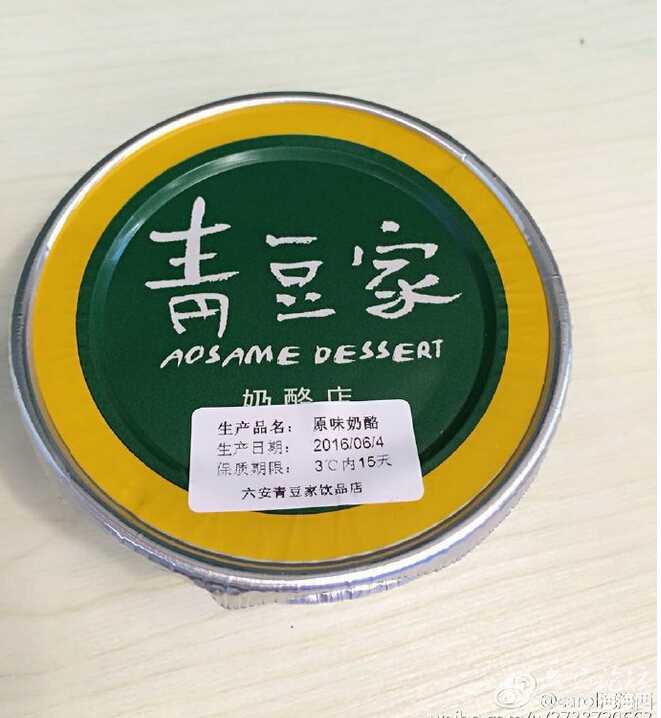 青豆家
AOSAME DESSERT
奶酪店
生产品名： 原味奶酪
生产日期： 2016/06/4
保质期限： 3℃内15天
六安青豆家饮品店